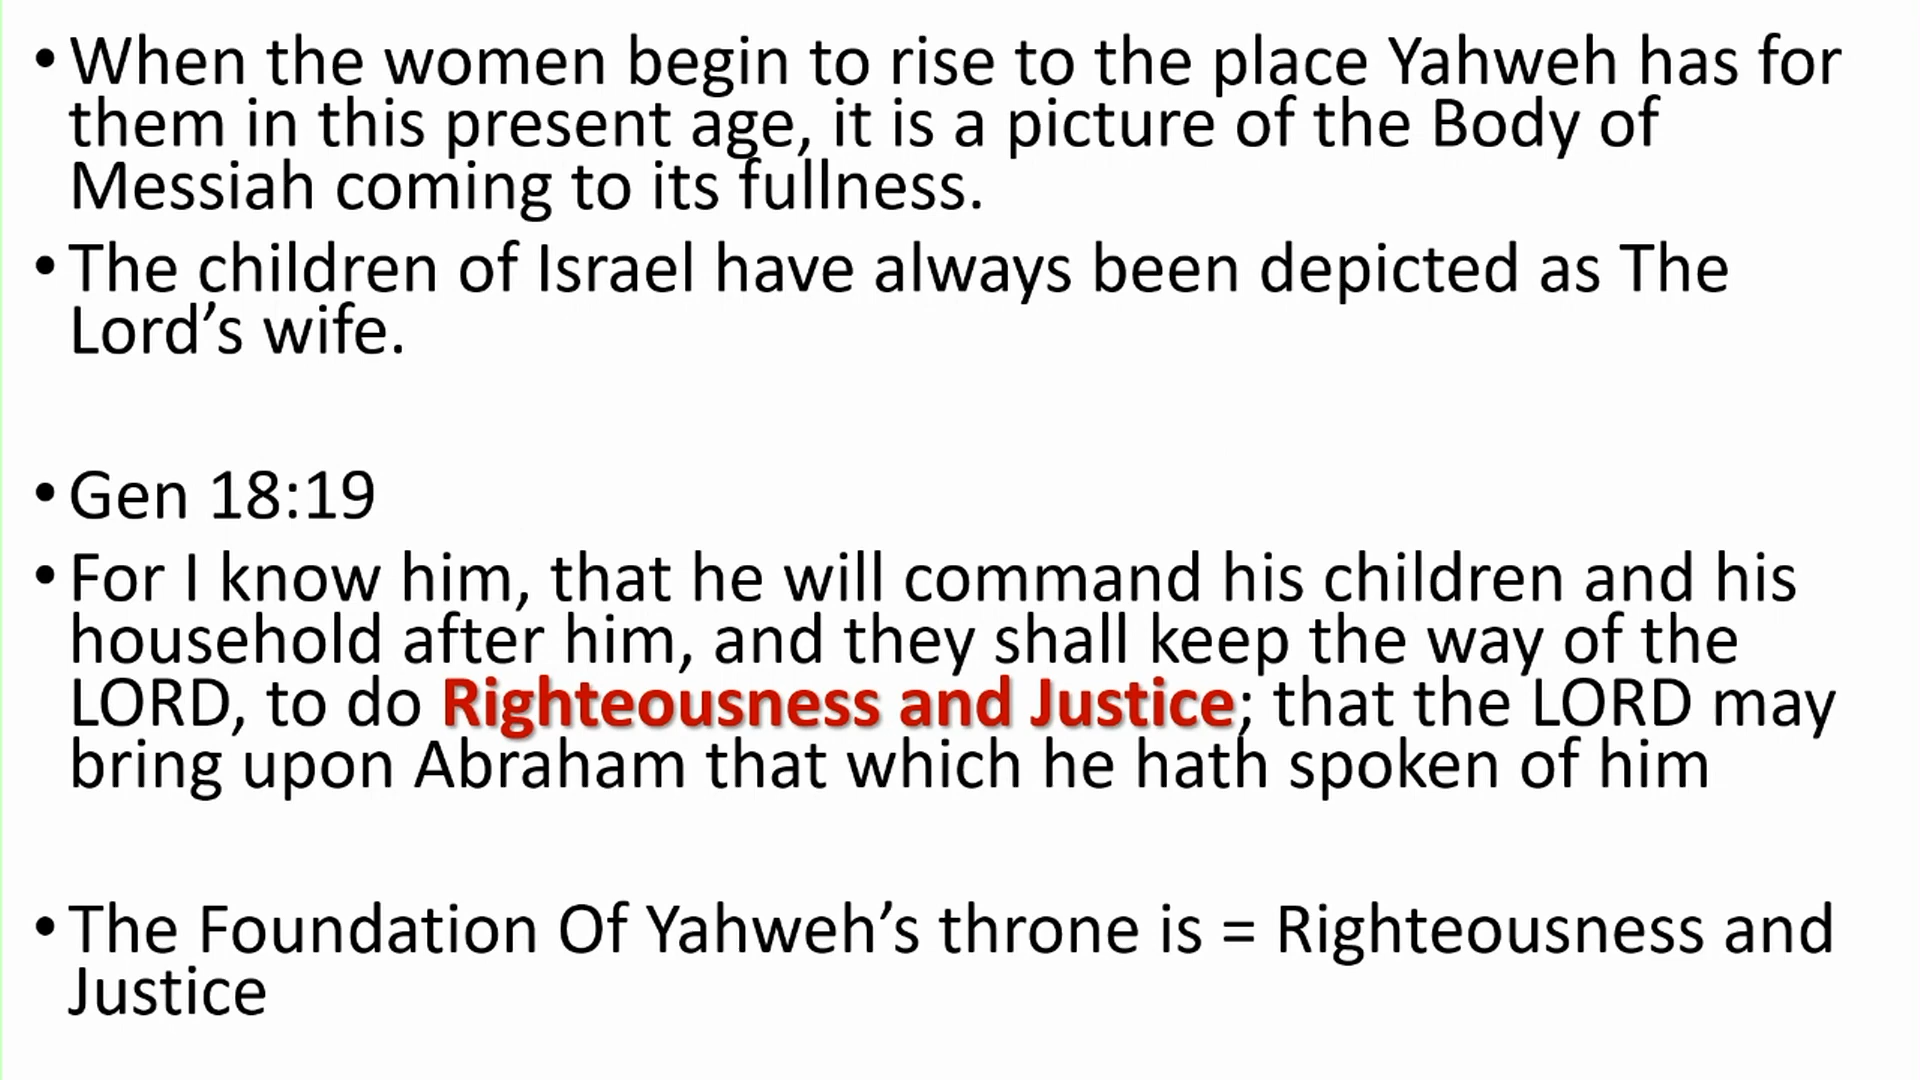 • When the women begin to rise to the place Yahweh has for
them in this present age, it is a picture of the Body of
Messiah coming to its fullness.
• The children of Israel have always been depicted as The
Lord’s wife.
• Gen 18:19
• For I know him, that he will command his children and his
household after him, and they shall keep the way of the
LORD, to do Righteousness and Justice; that the LORD may
bring upon Abraham that which he hath spoken of him
• The Foundation Of Yahweh’s throne is = Righteousness and
Justice